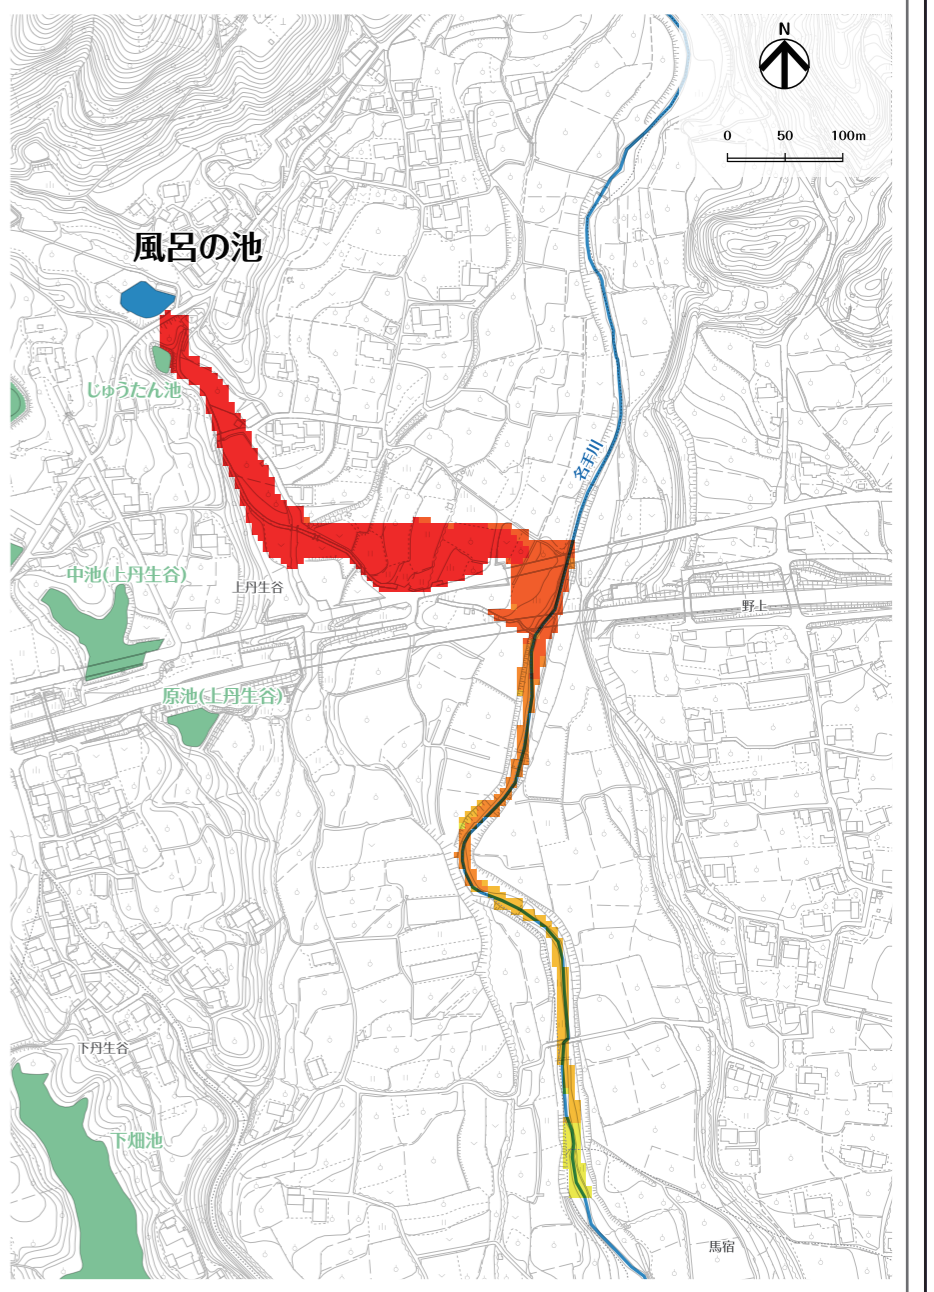 N
0 50 100m
風呂の池
じゅうたん池
名手川
中池(上丹生谷)
上丹生谷
野上
原池(上丹生谷)
下丹生谷
下畑池
馬宿